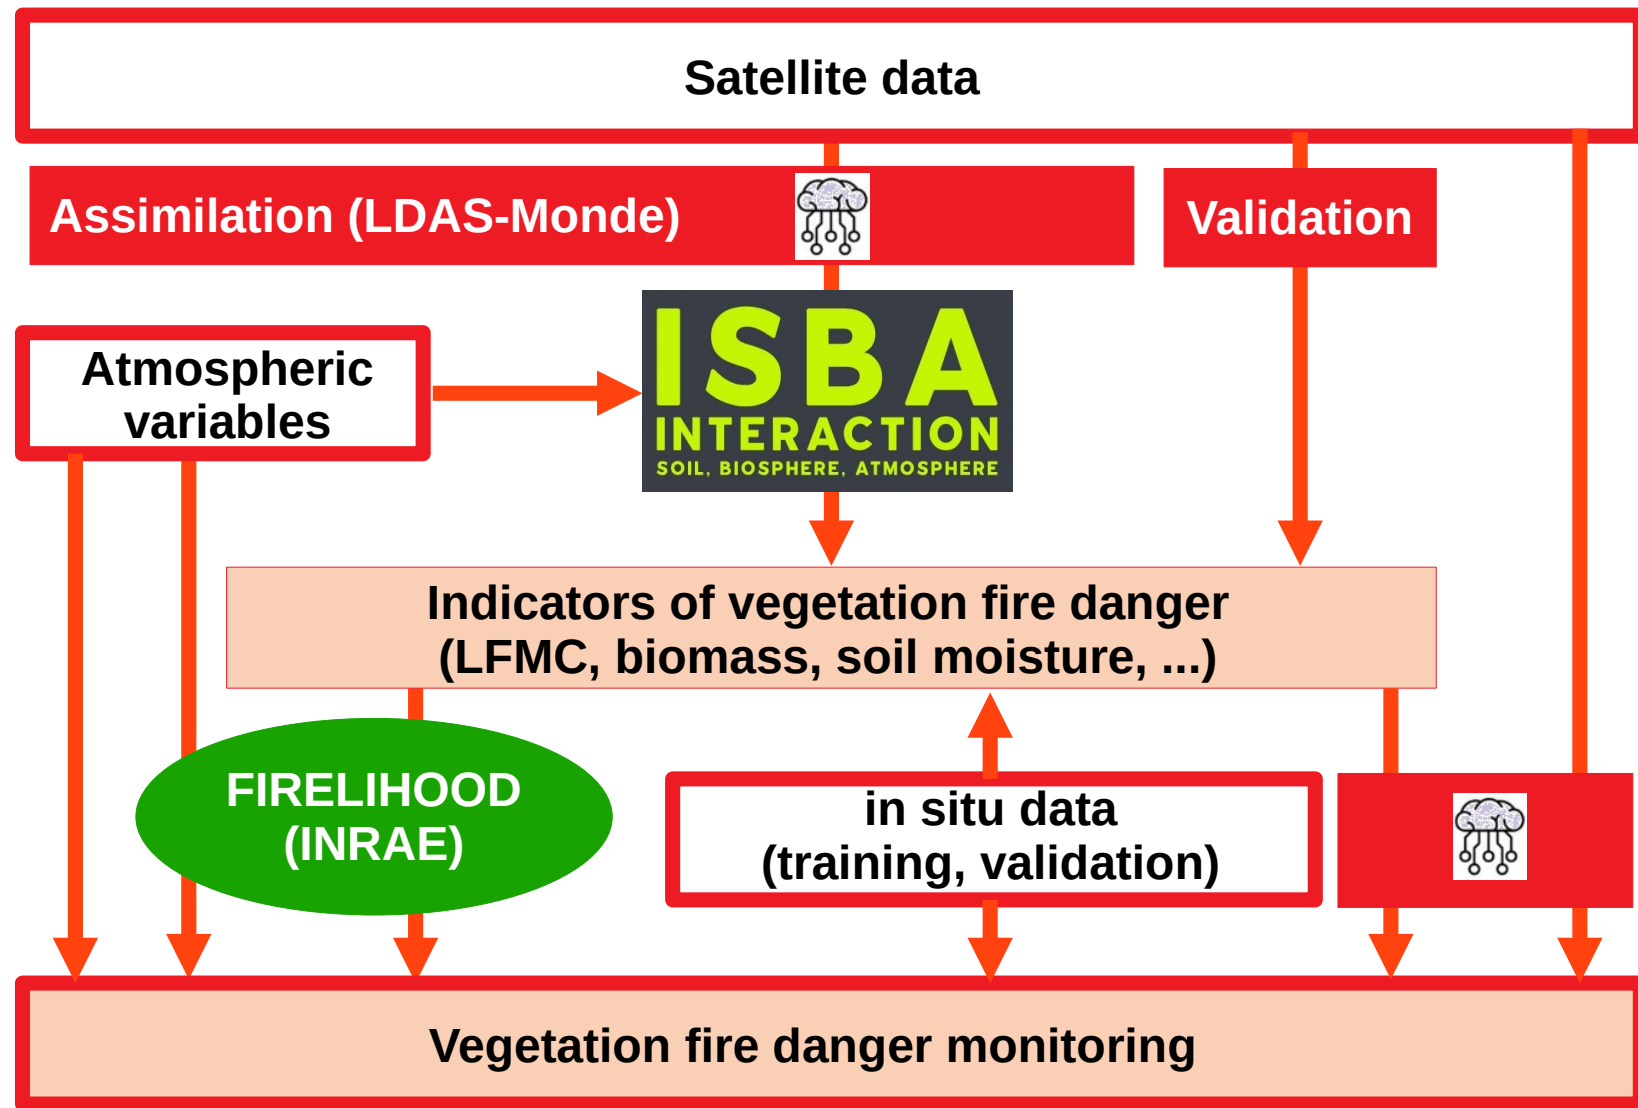 Satellite data
Assimilation (LDAS-Monde)
Validation
Atmospheric
variables
ISBA
INTERACTION
SOIL, BIOSPHERE, ATMOSPHERE
Indicators of vegetation fire danger
(LFMC, biomass, soil moisture, ...)
FIRELIHOOD
(INRAE)
in situ data
(training, validation)
Vegetation fire danger monitoring